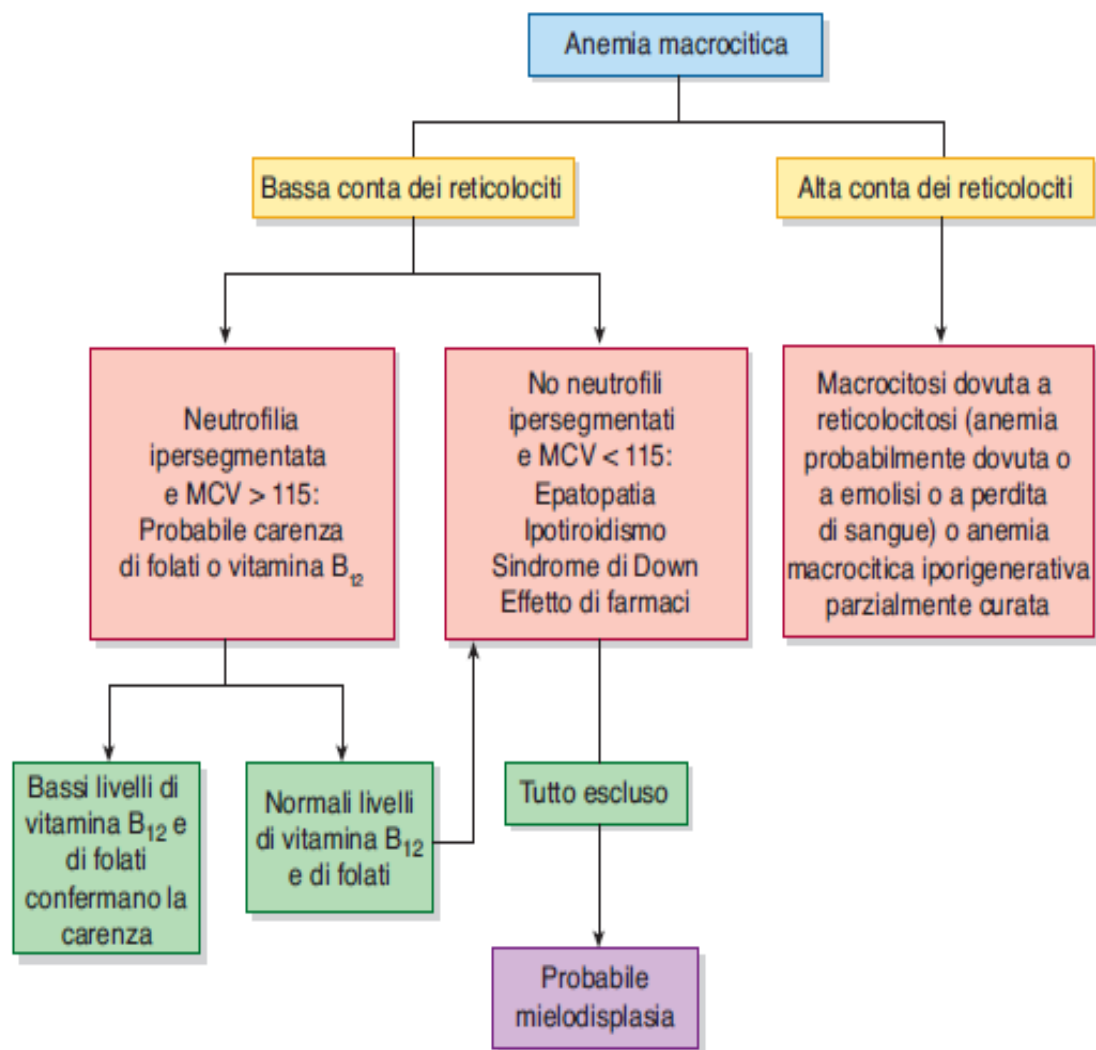 Anemia macrocitica
Bassa conta dei reticolociti
Alta conta dei reticolociti
Neutrofilia
ipersegmentata
e MCV > 115:
Probabile carenza
di folati o vitamina B12
No neutrofili
ipersegmentati
e MCV < 115:
Epatopatia
Ipotiroidismo
Sindrome di Down
Effetto di farmaci
Macrocitosi dovuta a
reticolocitosi (anemia
probabilmente dovuta o
a emolisi o a perdita
di sangue) o anemia
macrocitica iporigenerativa
parzialmente curata
Bassi livelli di
vitamina B12 e
di folati
confermano la
carenza
Normali livelli
di vitamina B12
e di folati
Tutto escluso
Probabile
mielodisplasia